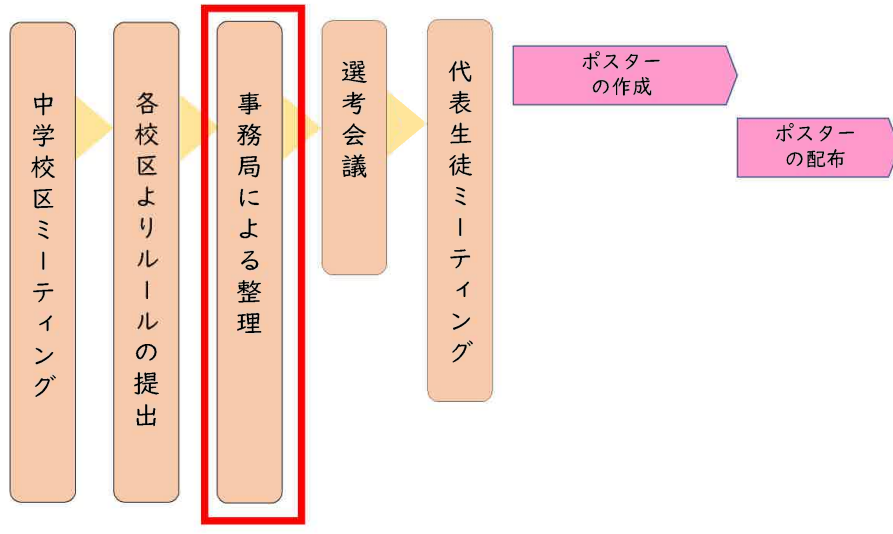 中学校区ミーティング
各校区よりルールの提出
事務局による整理
選考会議
代表生徒ミーティング
ポスター
の作成
ポスター
の配布